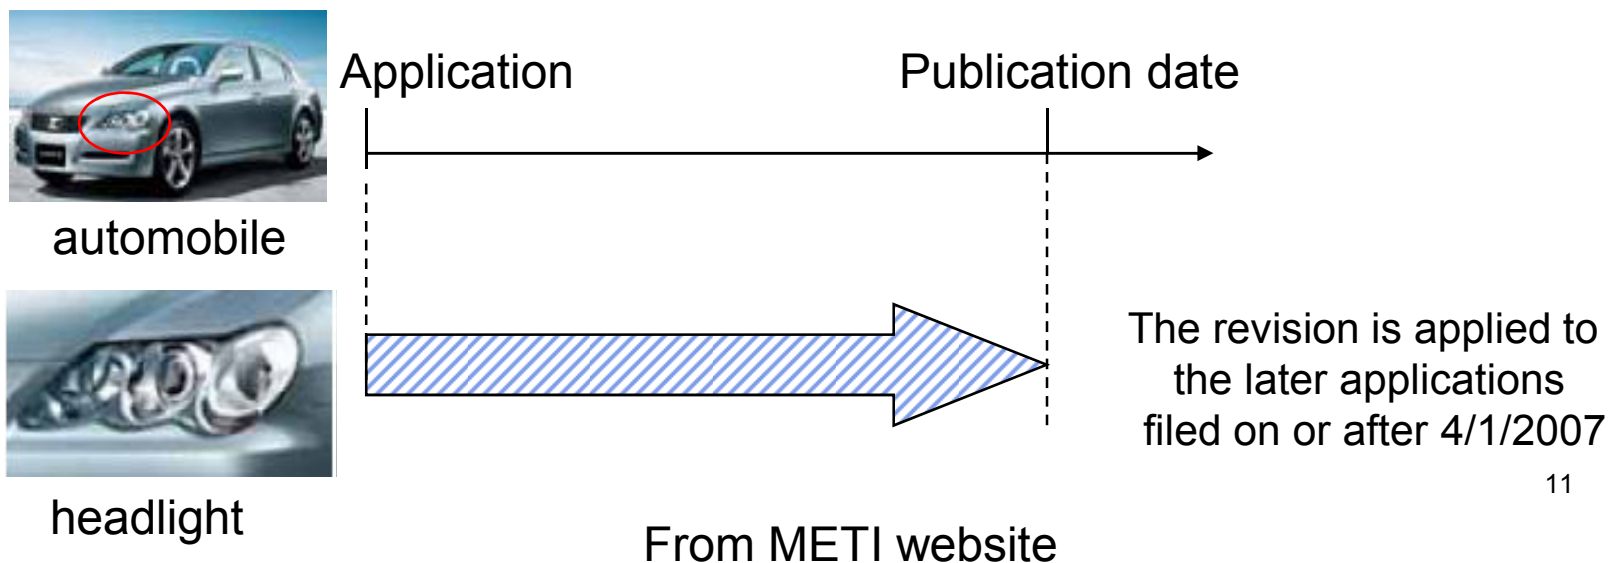 Application
Publication date
automobile
The revision is applied to
the later applications
filed on or after 4/1/2007
11
headlight
From METI website